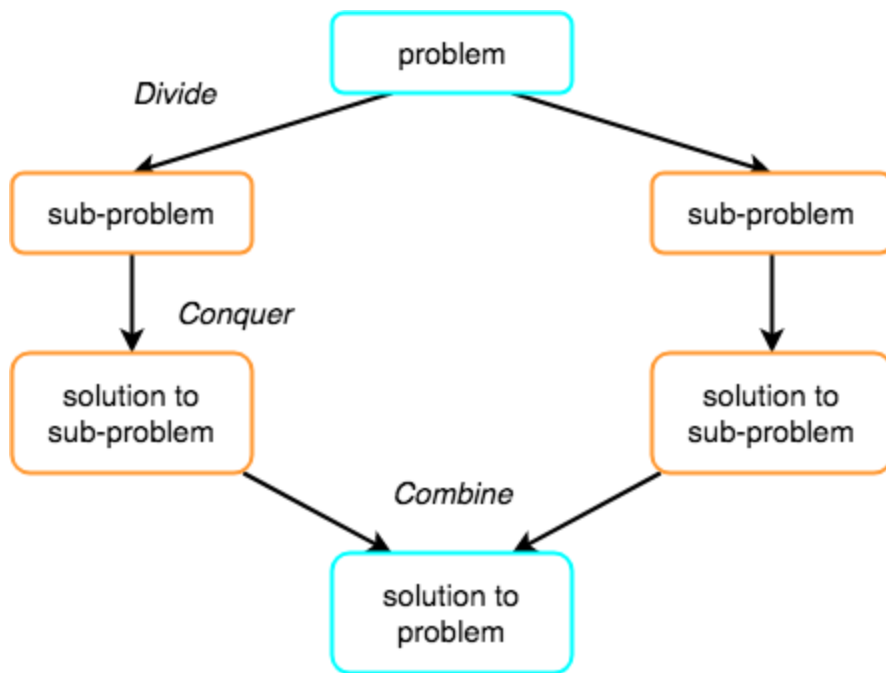 problem
Divide
sub-problem
sub-problem
Conquer
solution to
sub-problem
solution to
sub-problem
Combine
solution to
problem